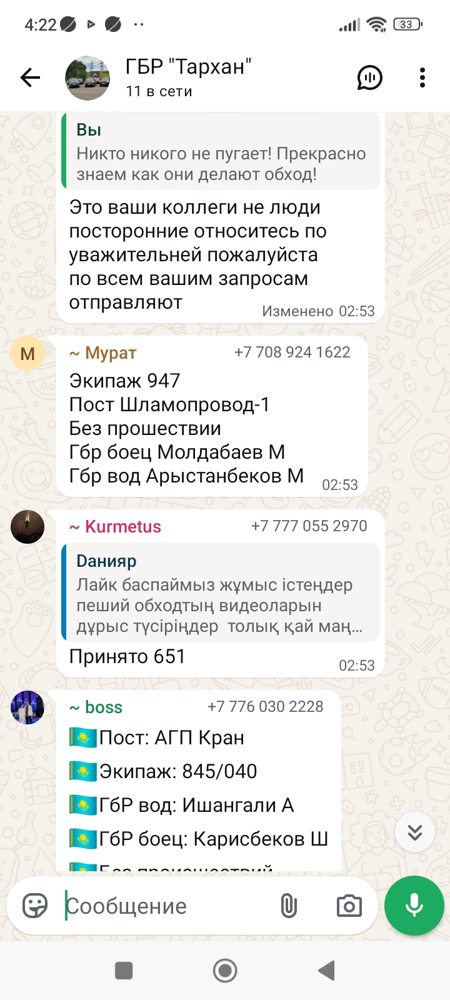 4:22
33
ГБР "Тархан"
11 в сети
Вы
Никто никого не пугает! Прекрасно
знаем как они делают обход!
Это ваши коллеги не люди
посторонние относитесь по
уважительней пожалуйста
по всем вашим запросам
отправляют
Изменено 02:53
М
~ Мурат +7 708 924 1622
Экипаж 947
Пост Шламопровод-1
Без прошествии
Гбр боец Молдабаев М
Гбр вод Арыстанбеков М
02:53
~ Kurmetus +7 777 055 2970
Dанияр
Лайк баспаймыз жұмыс істеңдер
пеший обходтың видеоларын
дұрыс түсіріңдер толық қай маң...
Принято 651
02:53
~ boss +7 776 030 2228
🇰🇿Пост: АГП Кран
🇰🇿Экипаж: 845/040
🇰🇿ГбР вод: Ишангали А
🇰🇿ГбР боец: Карисбеков Ш
🇰🇿Без происшествий
Сообщение